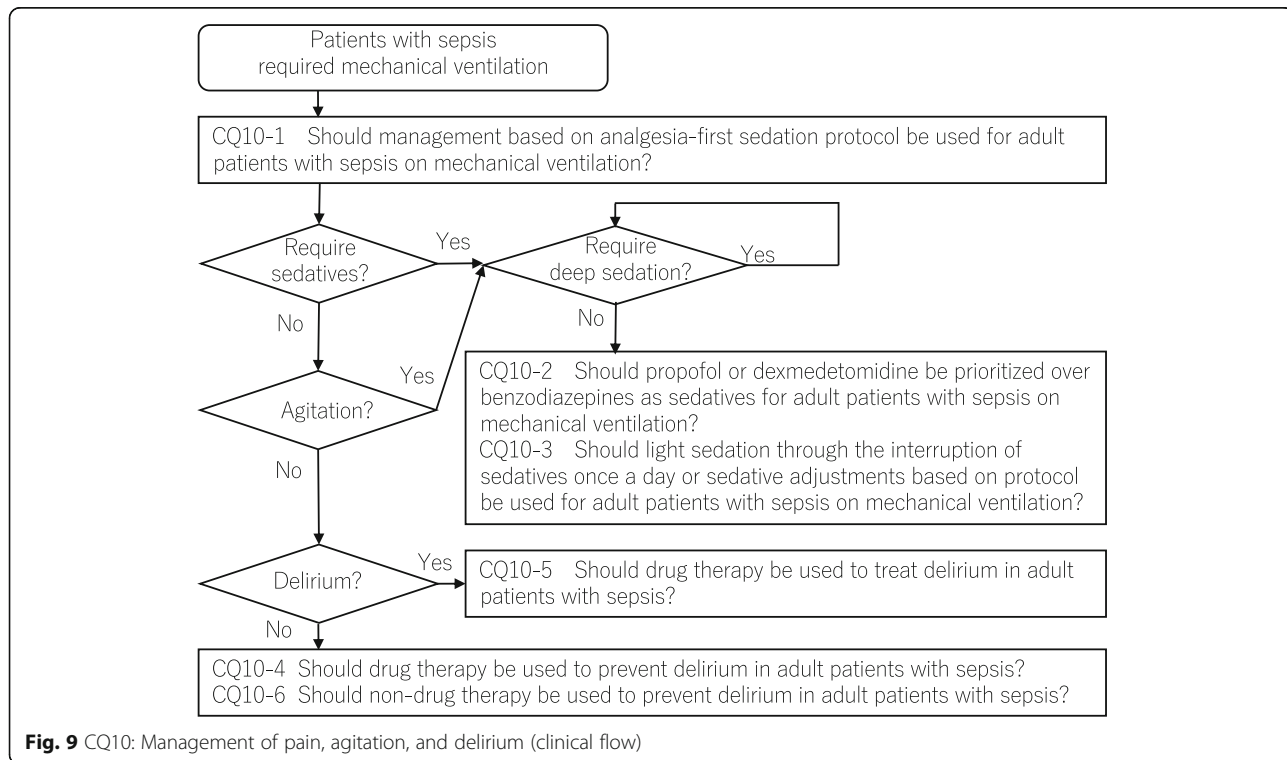 Patients with sepsis
required mechanical ventilation
CQ10-1 Should management based on analgesia-first sedation protocol be used for adult
patients with sepsis on mechanical ventilation?
Require
sedatives?
Yes
Require
deep sedation?
Yes
No
No
Agitation?
Yes
CQ10-2 Should propofol or dexmedetomidine be prioritized over
benzodiazepines as sedatives for adult patients with sepsis on
mechanical ventilation?
CQ10-3 Should light sedation through the interruption of
sedatives once a day or sedative adjustments based on protocol
be used for adult patients with sepsis on mechanical ventilation?
No
Delirium?
Yes
CQ10-5 Should drug therapy be used to treat delirium in adult
patients with sepsis?
No
CQ10-4 Should drug therapy be used to prevent delirium in adult patients with sepsis?
CQ10-6 Should non-drug therapy be used to prevent delirium in adult patients with sepsis?
Fig. 9 CQ10: Management of pain, agitation, and delirium (clinical flow)